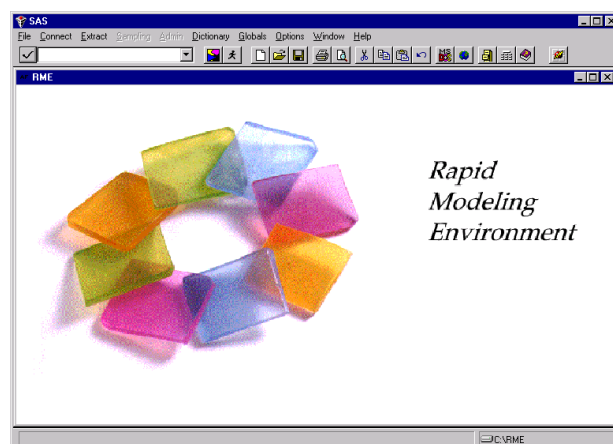 SAS
File Connect Extract Sampling Admin Dictionary Globals Options Window Help
RME
Rapid
Modeling
Environment
C:\RME